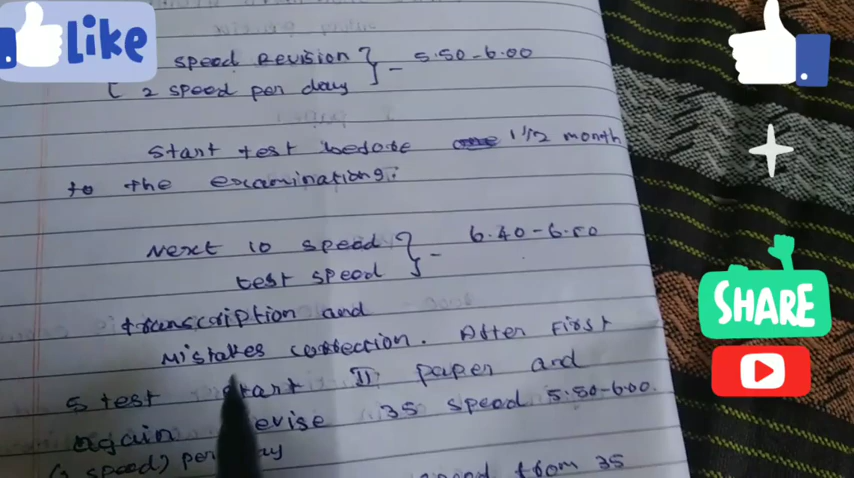 Like
speed Revision } - 5.50-6.00
( 2 speed per day
start test before 1 1/2 month
to the examinations.
Next 10 speed } - 6.40-6.50
test speed
transcription and
Mistakes correction. After First
5 test start II paper and
again revise 35 speed 5.50-6.00.
speed) per day
from 35
SHARE